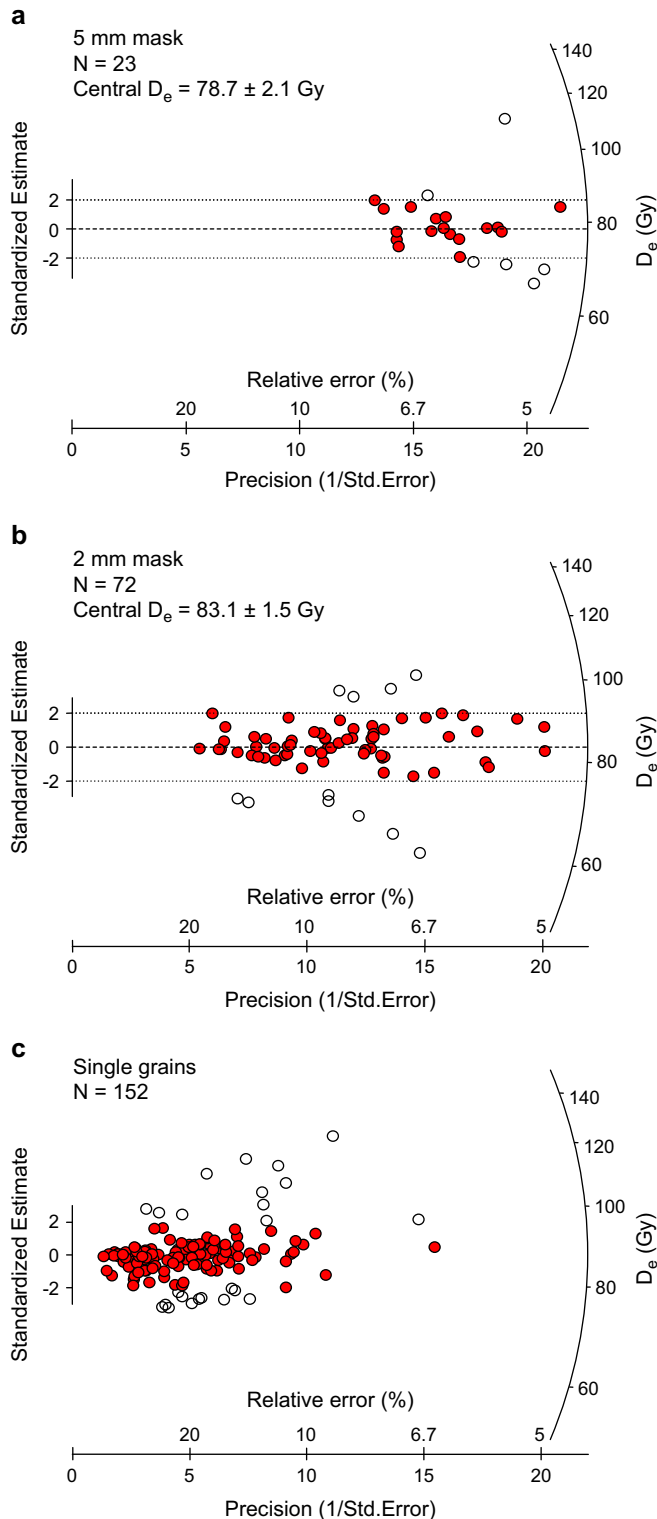 a
5 mm mask
N = 23
Central Dₑ = 78.7 ± 2.1 Gy
140
120
100
80
60
Dₑ (Gy)
Standardized Estimate
2
0
-2
Relative error (%)
20 10 6.7 5
0 5 10 15 20
Precision (1/Std.Error)
b
2 mm mask
N = 72
Central Dₑ = 83.1 ± 1.5 Gy
140
120
100
80
60
Dₑ (Gy)
Standardized Estimate
2
0
-2
Relative error (%)
20 10 6.7 5
0 5 10 15 20
Precision (1/Std.Error)
c
Single grains
N = 152
140
120
100
80
60
Dₑ (Gy)
Standardized Estimate
2
0
-2
Relative error (%)
20 10 6.7 5
0 5 10 15 20
Precision (1/Std.Error)